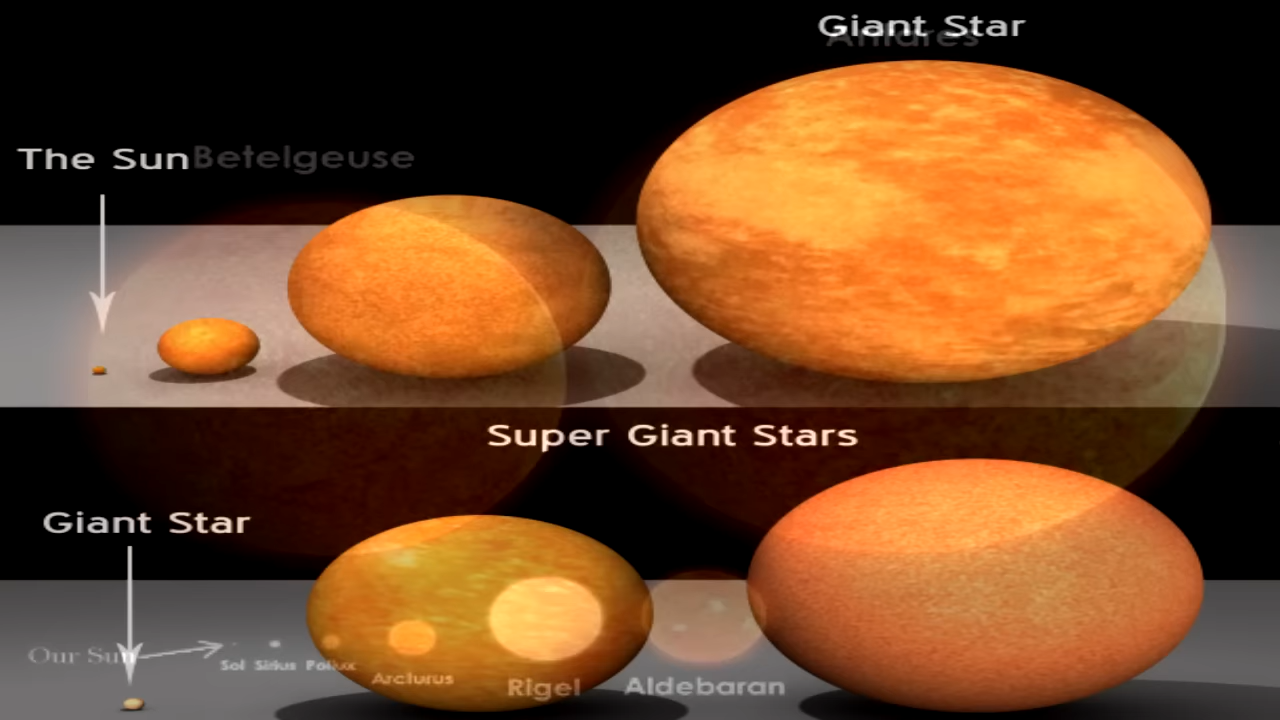 Giant Star
Antares
The Sun
Betelgeuse
Super Giant Stars
Giant Star
Our Sun
Sol Sirius Pollux
Arcturus
Rigel
Aldebaran